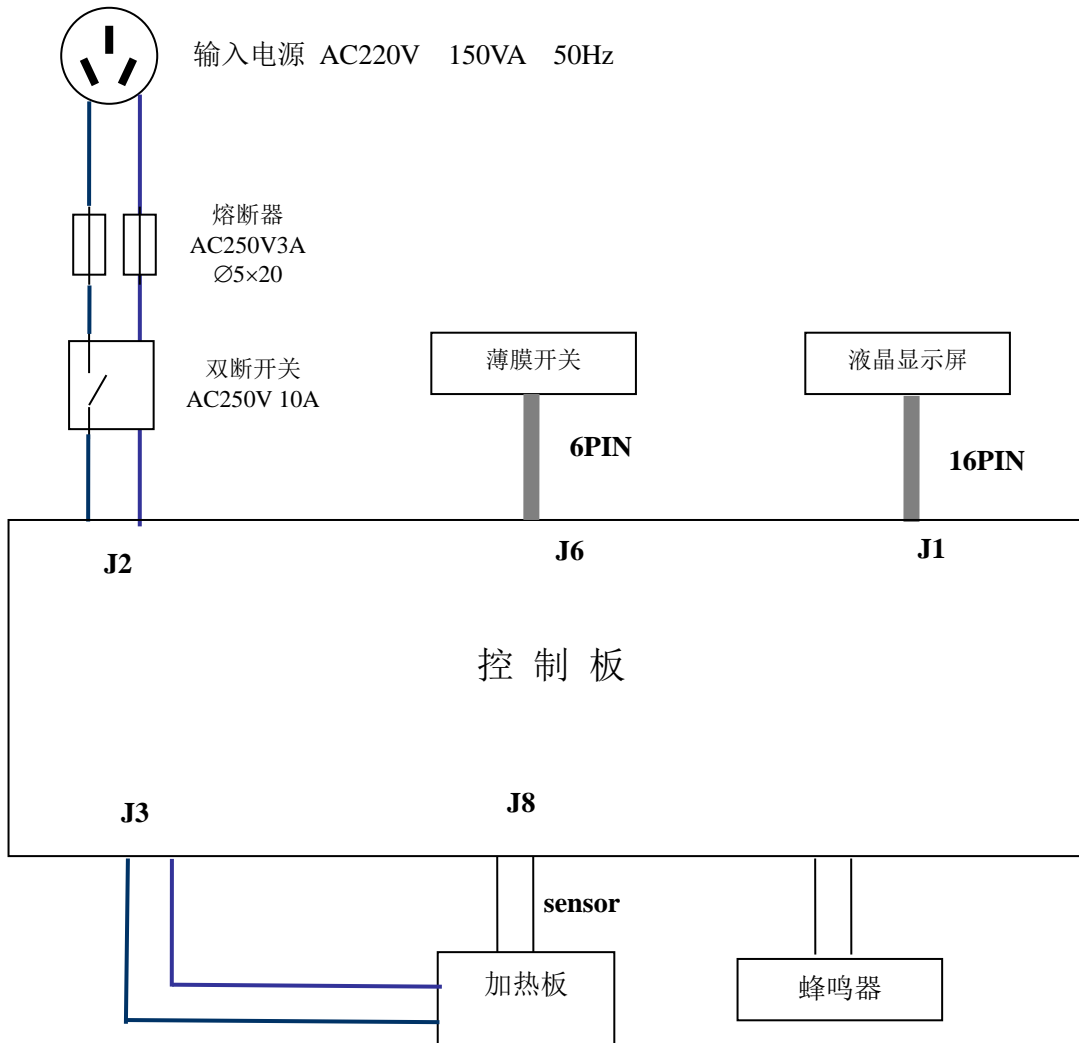 输入电源 AC220V 150VA 50Hz
熔断器
AC250V3A
∅5×20
双断开关
AC250V 10A
薄膜开关
液晶显示屏
6PIN
16PIN
J2
J6
J1
控 制 板
J3
J8
sensor
加热板
蜂鸣器